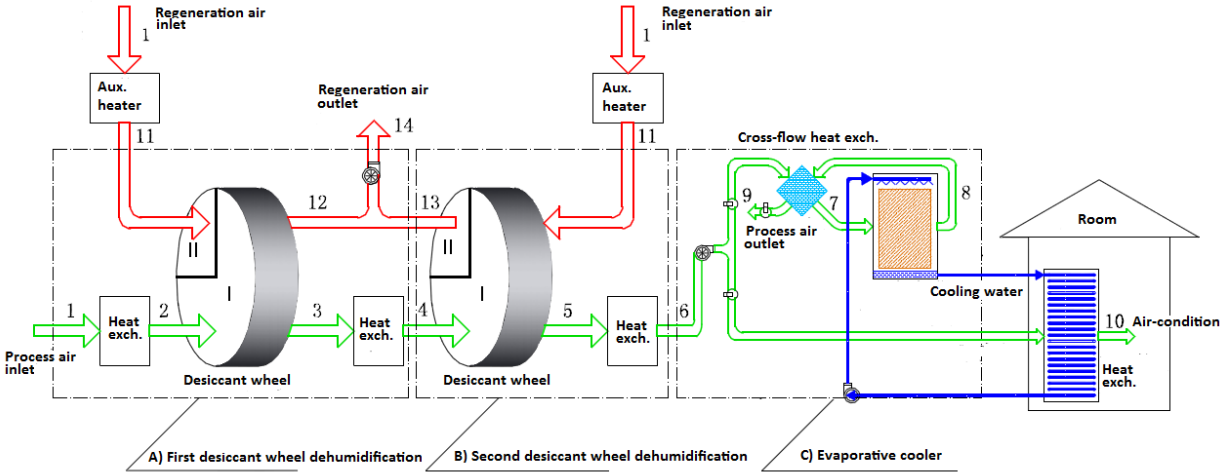 Regeneration air
inlet
1
Aux.
heater
11
Regeneration air
outlet
14
Regeneration air
inlet
1
Aux.
heater
11
Cross-flow heat exch.
12
13
9
7
8
Process air
outlet
Room
II
I
II
I
1
2
3
4
5
6
Heat
exch.
Heat
exch.
Heat
exch.
Process air
inlet
Desiccant wheel
Desiccant wheel
Cooling water
10
Air-condition
Heat
exch.
A) First desiccant wheel dehumidification
B) Second desiccant wheel dehumidification
C) Evaporative cooler